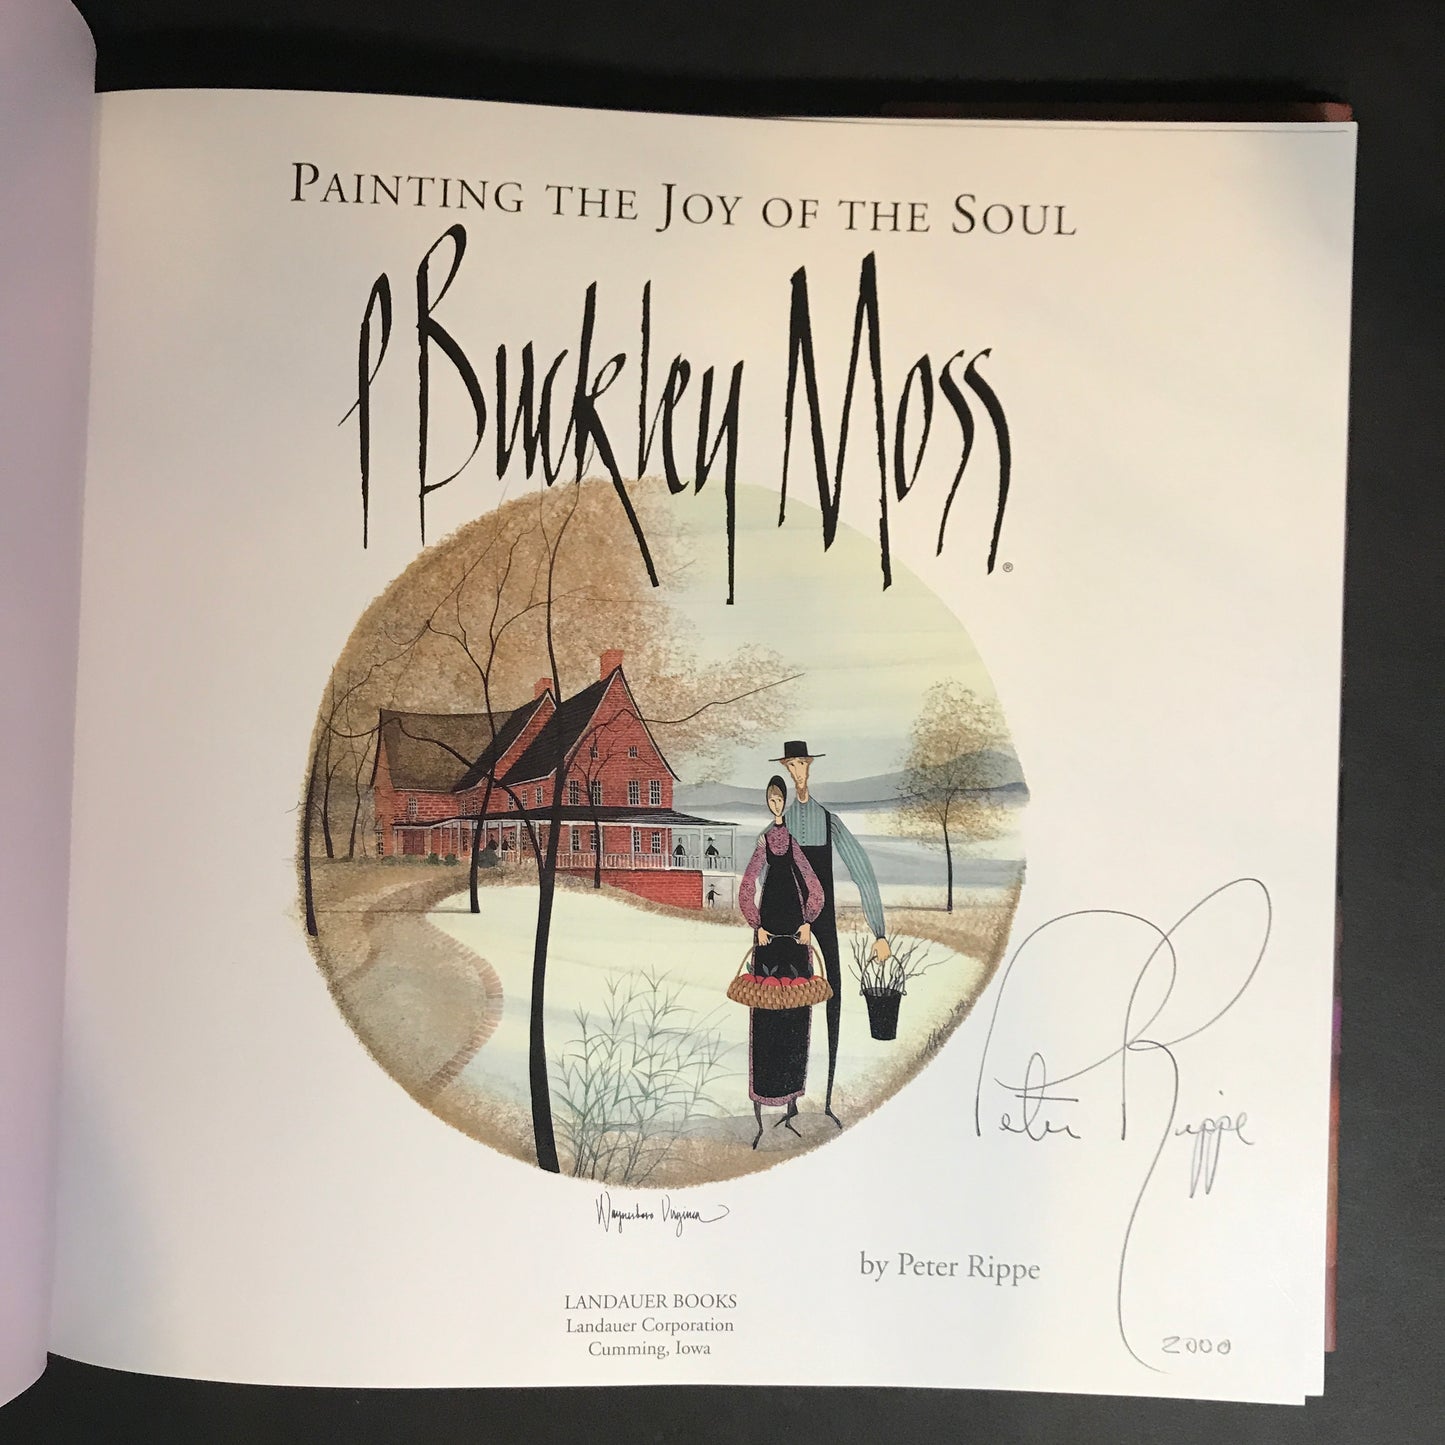 PAINTING THE JOY OF THE SOUL
P Buckley Moss
®
Peter Rippe
Waynesboro Virginia
by Peter Rippe
LANDAUER BOOKS
Landauer Corporation
Cumming, Iowa
2000